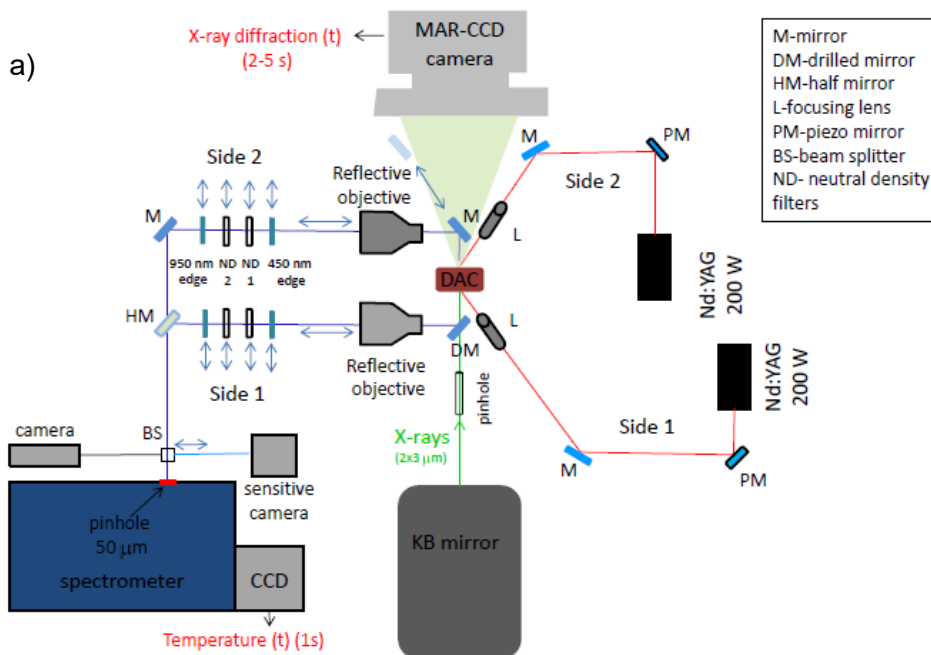 a)
X-ray diffraction (t)
(2-5 s)
MAR-CCD
camera
M-mirror
DM-drilled mirror
HM-half mirror
L-focusing lens
PM-piezo mirror
BS-beam splitter
ND- neutral density
filters
M
PM
Side 2
Side 2
Reflective
objective
M
M
L
950 nm
edge
ND
2
ND
1
450 nm
edge
DAC
Nd:YAG
200 W
HM
L
DM
Side 1
Reflective
objective
pinhole
Nd:YAG
200 W
X-rays
(2x3 µm)
Side 1
M
PM
camera
BS
sensitive
camera
pinhole
50 µm
spectrometer
CCD
KB mirror
Temperature (t) (1s)